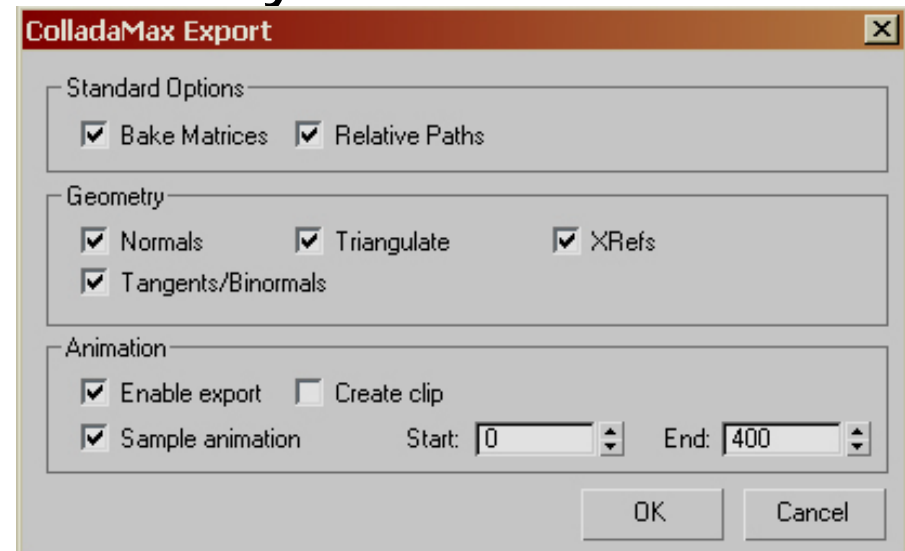 ColladaMax Export
Standard Options
Bake Matrices Relative Paths
Geometry
Normals Triangulate XRefs
Tangents/Binormals
Animation
Enable export Create clip
Sample animation Start: 0 End: 400
OK Cancel